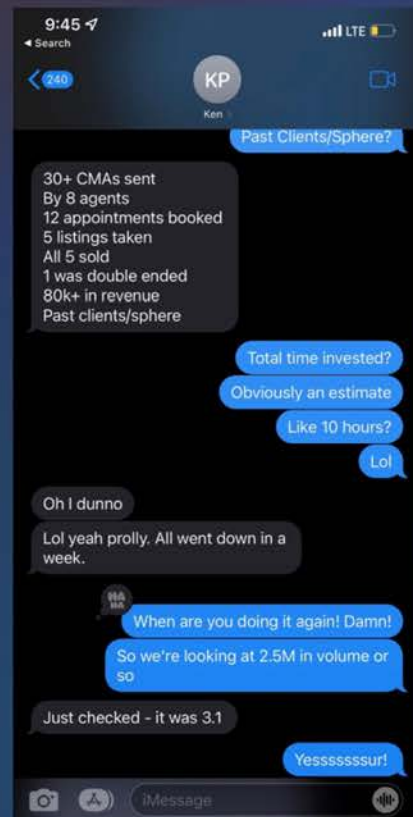 9:45
LTE
Search
240
KP
Ken
Past Clients/Sphere?
30+ CMAs sent
By 8 agents
12 appointments booked
5 listings taken
All 5 sold
1 was double ended
80k+ in revenue
Past clients/sphere
Total time invested?
Obviously an estimate
Like 10 hours?
Lol
Oh I dunno
Lol yeah prolly. All went down in a
week.
HA
HA
When are you doing it again! Damn!
So we're looking at 2.5M in volume or
so
Just checked - it was 3.1
Yesssssssur!
iMessage